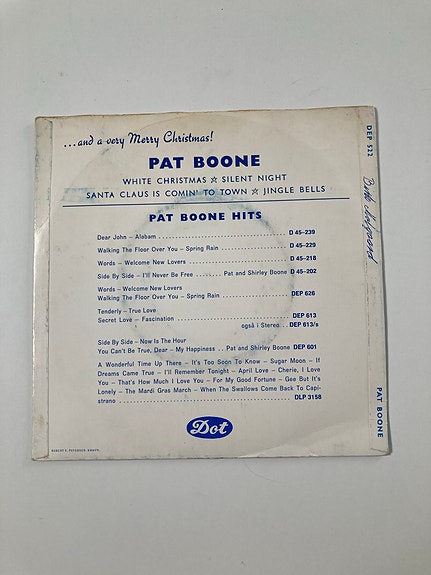 ...and a very Merry Christmas!
PAT BOONE
WHITE CHRISTMAS ☆ SILENT NIGHT
SANTA CLAUS IS COMIN' TO TOWN ☆ JINGLE BELLS
PAT BOONE HITS
Dear John – Alabam ........ D 45–239
Walking The Floor Over You – Spring Rain ........ D 45–229
Words – Welcome New Lovers ........ D 45–218
Side By Side – I'll Never Be Free ........ Pat and Shirley Boone D 45–202
Words – Welcome New Lovers
Walking The Floor Over You – Spring Rain ........ DEP 626
Tenderly – True Love
Secret Love – Fascination ........ DEP 613
også i Stereo ... DEP 613/s
Side By Side – Now Is The Hour
You Can't Be True, Dear – My Happiness .. Pat and Shirley Boone DEP 601
A Wonderful Time Up There – It's Too Soon To Know – Sugar Moon – If
Dreams Came True – I'll Remember Tonight – April Love – Cherie, I Love
You – That's How Much I Love You – For My Good Fortune – Gee But It's
Lonely – The Mardi Gras March – When The Swallows Come Back To Capi-
strano ........ DLP 3158
Dot
DEP 522
PAT BOONE